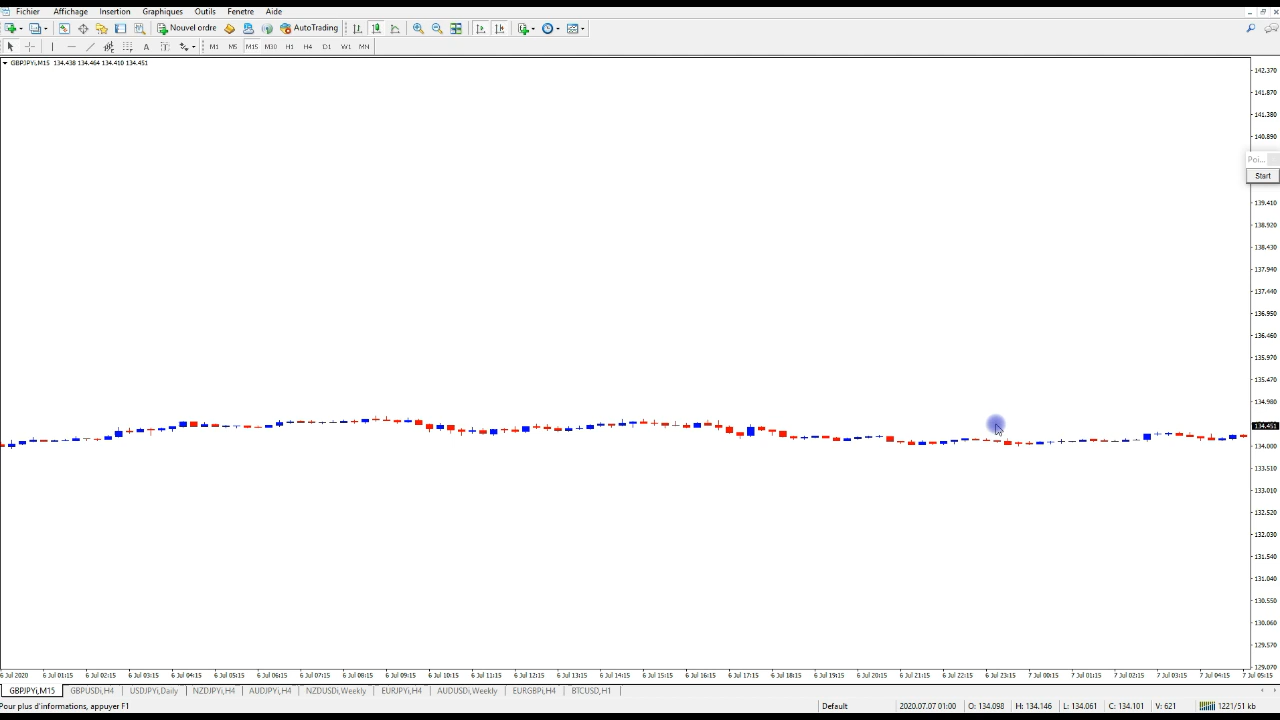 Fichier Affichage Insertion Graphiques Outils Fenetre Aide
Nouvel ordre AutoTrading
A T M1 M5 M15 M30 H1 H4 D1 W1 MN
GBPJPYi,M15 134.438 134.464 134.410 134.451
142.370
141.870
141.380
140.890
Poi...
Start
139.410
138.920
138.430
137.940
137.440
136.950
136.460
135.970
135.470
134.980
134.451
134.000
133.510
133.010
132.520
132.030
131.540
131.040
130.550
130.060
129.570
129.070
6 Jul 2020 6 Jul 01:15 6 Jul 02:15 6 Jul 03:15 6 Jul 04:15 6 Jul 05:15 6 Jul 06:15 6 Jul 07:15 6 Jul 08:15 6 Jul 09:15 6 Jul 10:15 6 Jul 11:15 6 Jul 12:15 6 Jul 13:15 6 Jul 14:15 6 Jul 15:15 6 Jul 16:15 6 Jul 17:15 6 Jul 18:15 6 Jul 19:15 6 Jul 20:15 6 Jul 21:15 6 Jul 22:15 6 Jul 23:15 7 Jul 00:15 7 Jul 01:15 7 Jul 02:15 7 Jul 03:15 7 Jul 04:15 7 Jul 05:15
GBPJPYi,M15 GBPUSDi,H4 USDJPYi,Daily NZDJPYi,H4 AUDJPYi,H4 NZDUSDi,Weekly EURJPYi,H4 AUDUSDi,Weekly EURGBPi,H4 BTCUSD,H1
Pour plus d'informations, appuyer F1 Default 2020.07.07 01:00 O: 134.098 H: 134.146 L: 134.061 C: 134.101 V: 621 1221/51 kb